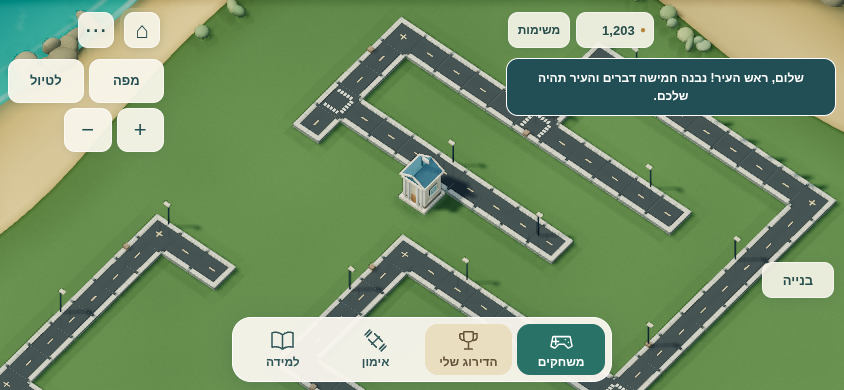 1,203
משימות
שלום, ראש העיר! נבנה חמישה דברים והעיר תהיה
שלכם.
מפה
לטיול
+
−
בנייה
משחקים
הדירוג שלי
אימון
למידה